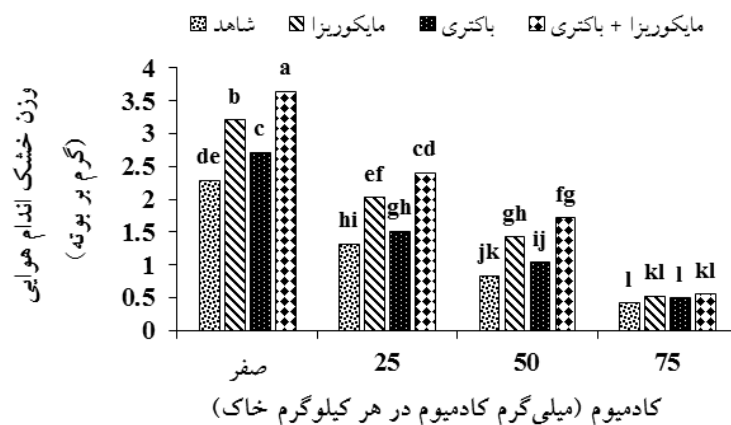 شاهد مایکوریزا باکتری مایکوریزا + باکتری
وزن خشک اندام هوایی
(گرم بر بوته)
4
3.5
3
2.5
2
1.5
1
0.5
0
de b c a
hi ef gh cd
jk gh ij fg
l kl l kl
صفر 25 50 75
کادمیوم (میلی‌گرم کادمیوم در هر کیلوگرم خاک)